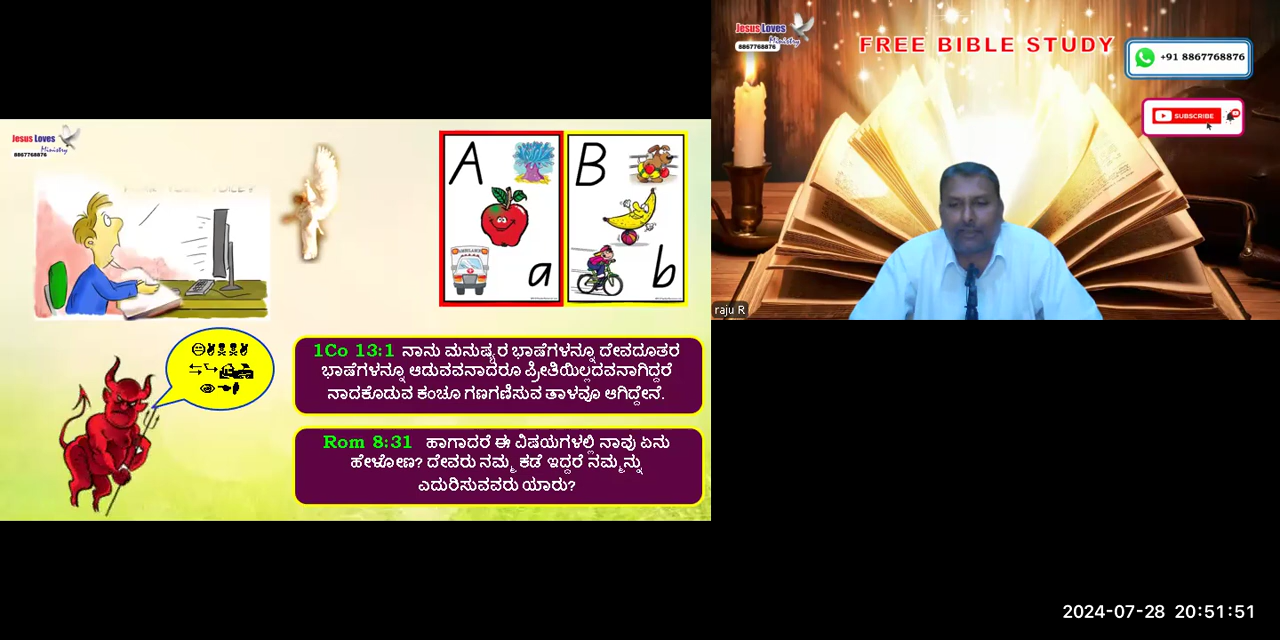 Jesus Loves
Ministry
8867768876
A
a
B
b
AMBULANCE
1Co 13:1 ನಾನು ಮನುಷ್ಯರ ಭಾಷೆಗಳನ್ನೂ ದೇವದೂತರ
ಭಾಷೆಗಳನ್ನೂ ಆಡುವವನಾದರೂ ಪ್ರೀತಿಯಿಲ್ಲದವನಾಗಿದ್ದರೆ
ನಾದಕೊಡುವ ಕಂಚೂ ಗಣಗಣಿಸುವ ತಾಳವೂ ಆಗಿದ್ದೇನೆ.
Rom 8:31 ಹಾಗಾದರೆ ಈ ವಿಷಯಗಳಲ್ಲಿ ನಾವು ಏನು
ಹೇಳೋಣ? ದೇವರು ನಮ್ಮ ಕಡೆ ಇದ್ದರೆ ನಮ್ಮನ್ನು
ಎದುರಿಸುವವರು ಯಾರು?
Jesus Loves
Ministry
8867768876
FREE BIBLE STUDY
+91 8867768876
SUBSCRIBE
raju R
2024-07-28 20:51:51